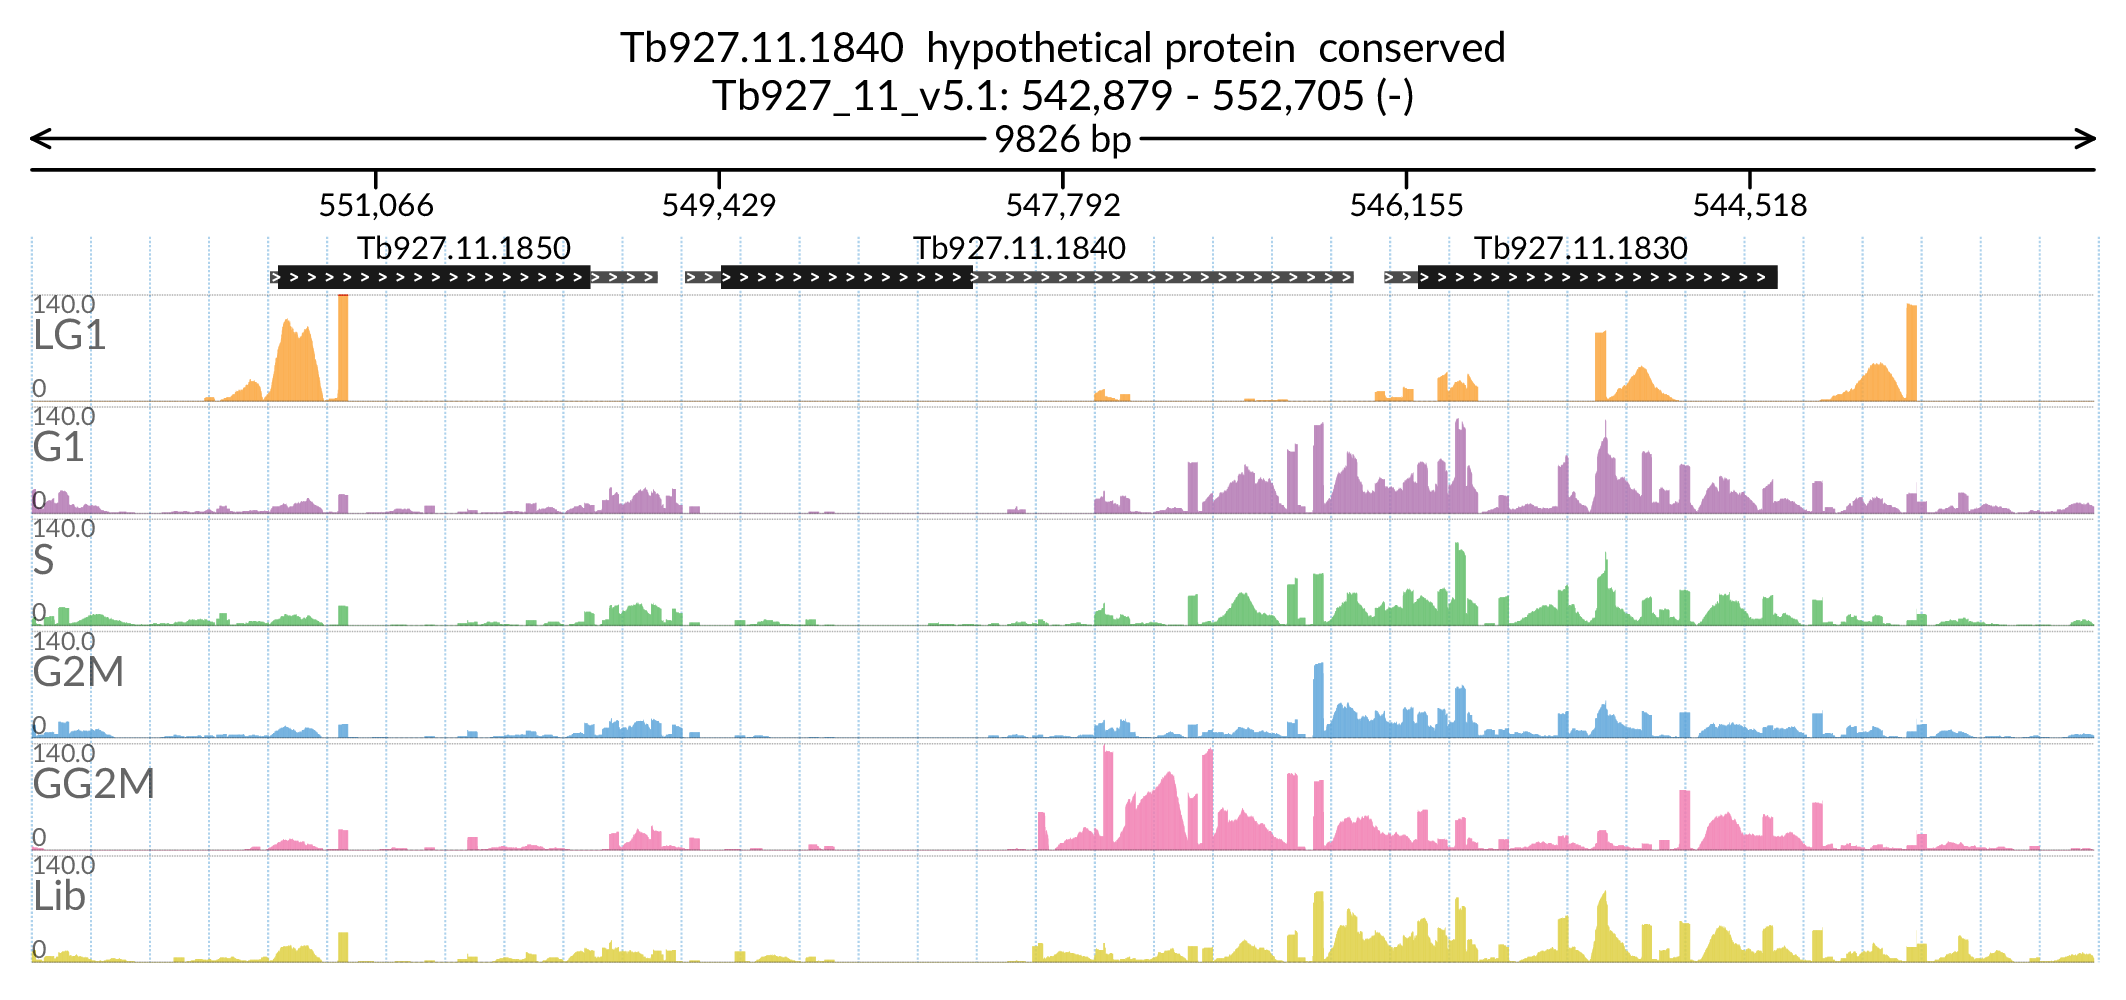 Tb927.11.1840 hypothetical protein conserved
Tb927_11_v5.1: 542,879 - 552,705 (-)
9826 bp
551,066 549,429 547,792 546,155 544,518
Tb927.11.1850 Tb927.11.1840 Tb927.11.1830
140.0
LG1
0
140.0
G1
0
140.0
S
0
140.0
G2M
0
140.0
GG2M
0
140.0
Lib
0